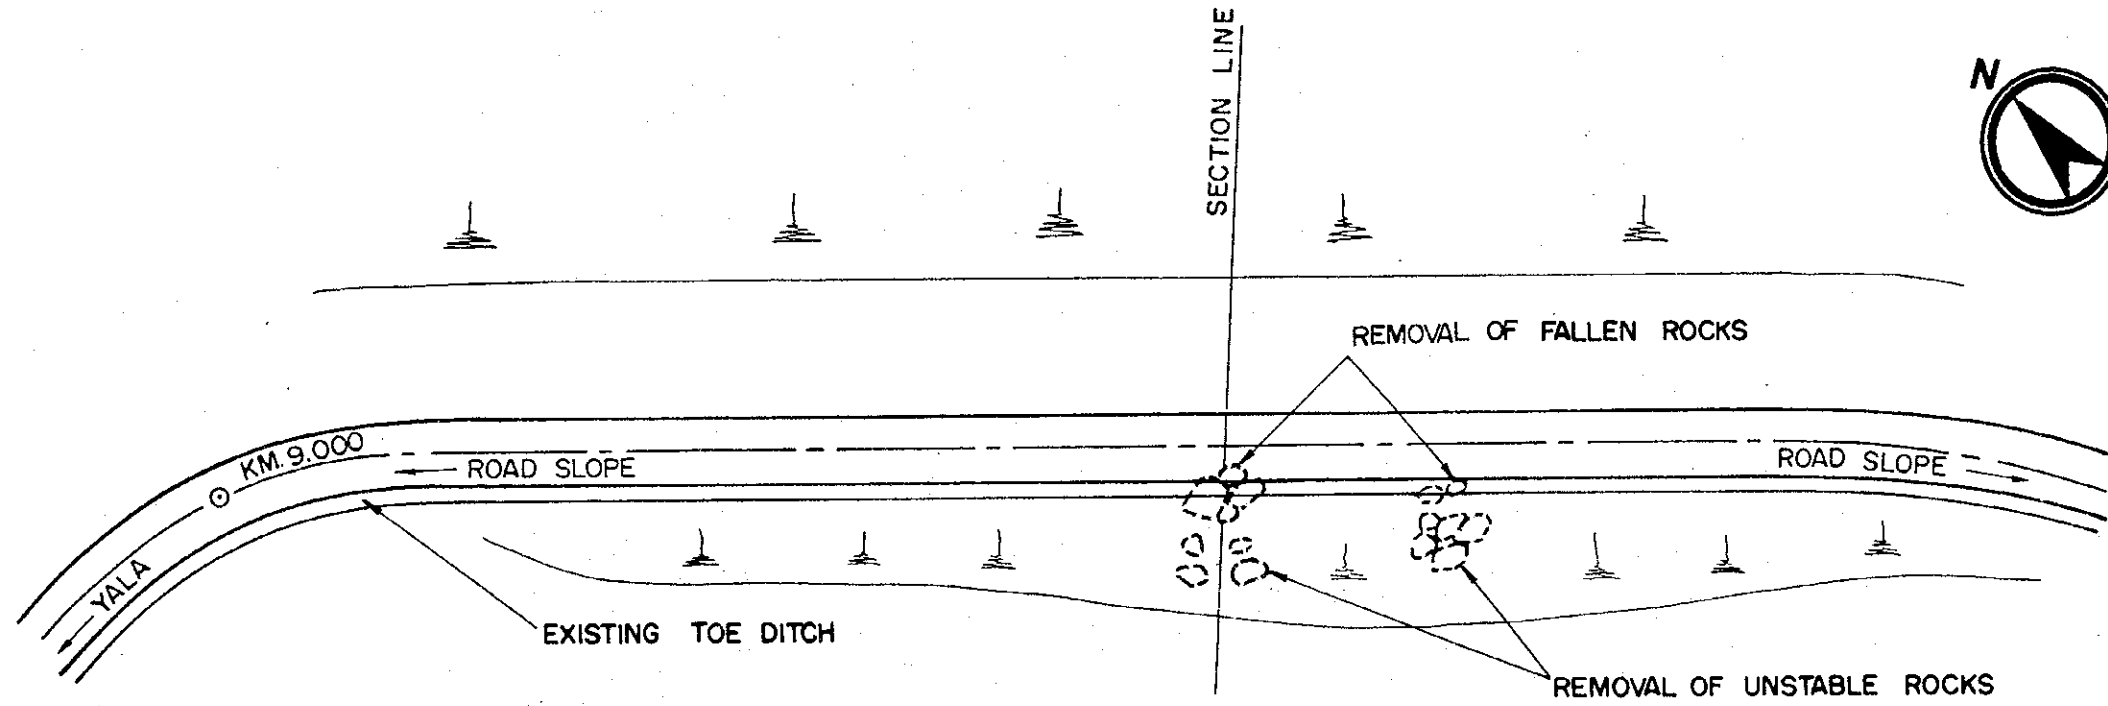 SECTION LINE
N
REMOVAL OF FALLEN ROCKS
KM. 9.000
ROAD SLOPE
ROAD SLOPE
YALA
EXISTING TOE DITCH
REMOVAL OF UNSTABLE ROCKS